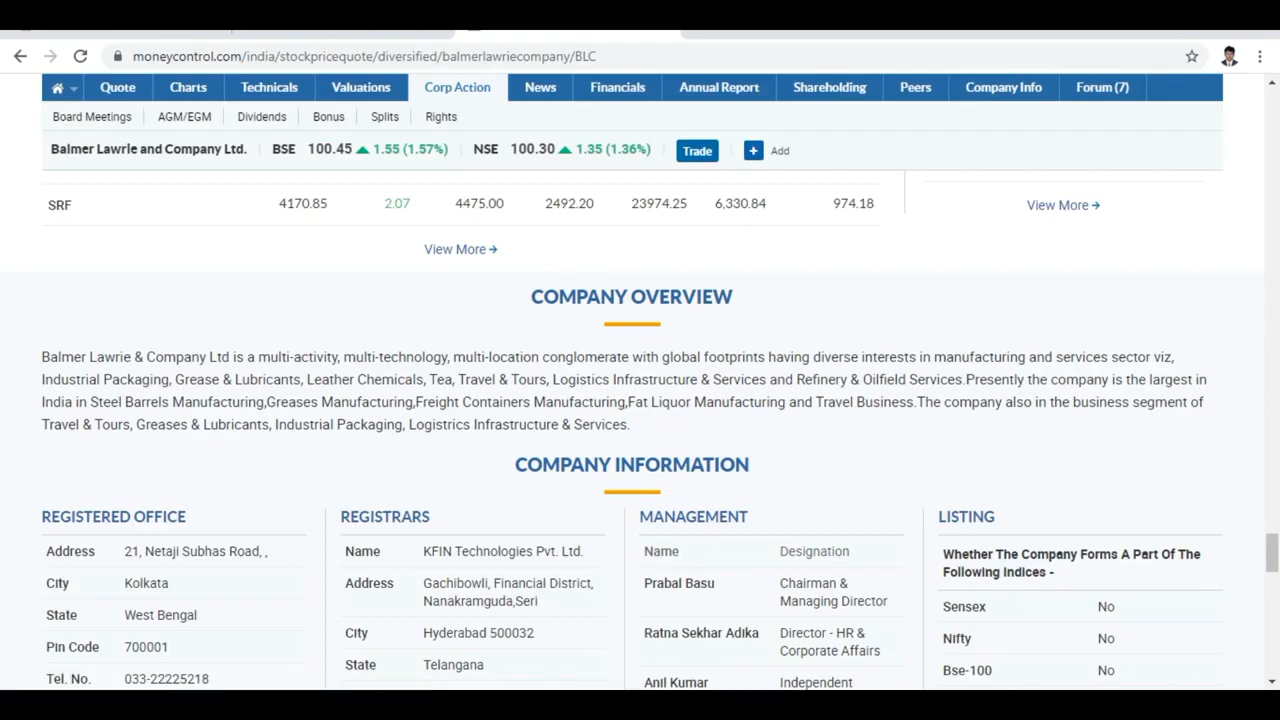 moneycontrol.com/india/stockpricequote/diversified/balmerlawriecompany/BLC
Quote Charts Technicals Valuations Corp Action News Financials Annual Report Shareholding Peers Company Info Forum (7)
Board Meetings AGM/EGM Dividends Bonus Splits Rights
Balmer Lawrie and Company Ltd. BSE 100.45 1.55 (1.57%) NSE 100.30 1.35 (1.36%) Trade + Add
SRF 4170.85 2.07 4475.00 2492.20 23974.25 6,330.84 974.18
View More
View More
COMPANY OVERVIEW
Balmer Lawrie & Company Ltd is a multi-activity, multi-technology, multi-location conglomerate with global footprints having diverse interests in manufacturing and services sector viz,
Industrial Packaging, Grease & Lubricants, Leather Chemicals, Tea, Travel & Tours, Logistics Infrastructure & Services and Refinery & Oilfield Services.Presently the company is the largest in
India in Steel Barrels Manufacturing,Greases Manufacturing,Freight Containers Manufacturing,Fat Liquor Manufacturing and Travel Business.The company also in the business segment of
Travel & Tours, Greases & Lubricants, Industrial Packaging, Logistrics Infrastructure & Services.
COMPANY INFORMATION
REGISTERED OFFICE
Address 21, Netaji Subhas Road, ,
City Kolkata
State West Bengal
Pin Code 700001
Tel. No. 033-22225218
REGISTRARS
Name KFIN Technologies Pvt. Ltd.
Address Gachibowli, Financial District,
Nanakramguda,Seri
City Hyderabad 500032
State Telangana
MANAGEMENT
Name Designation
Prabal Basu Chairman &
Managing Director
Ratna Sekhar Adika Director - HR &
Corporate Affairs
Anil Kumar Independent
LISTING
Whether The Company Forms A Part Of The
Following Indices -
Sensex No
Nifty No
Bse-100 No